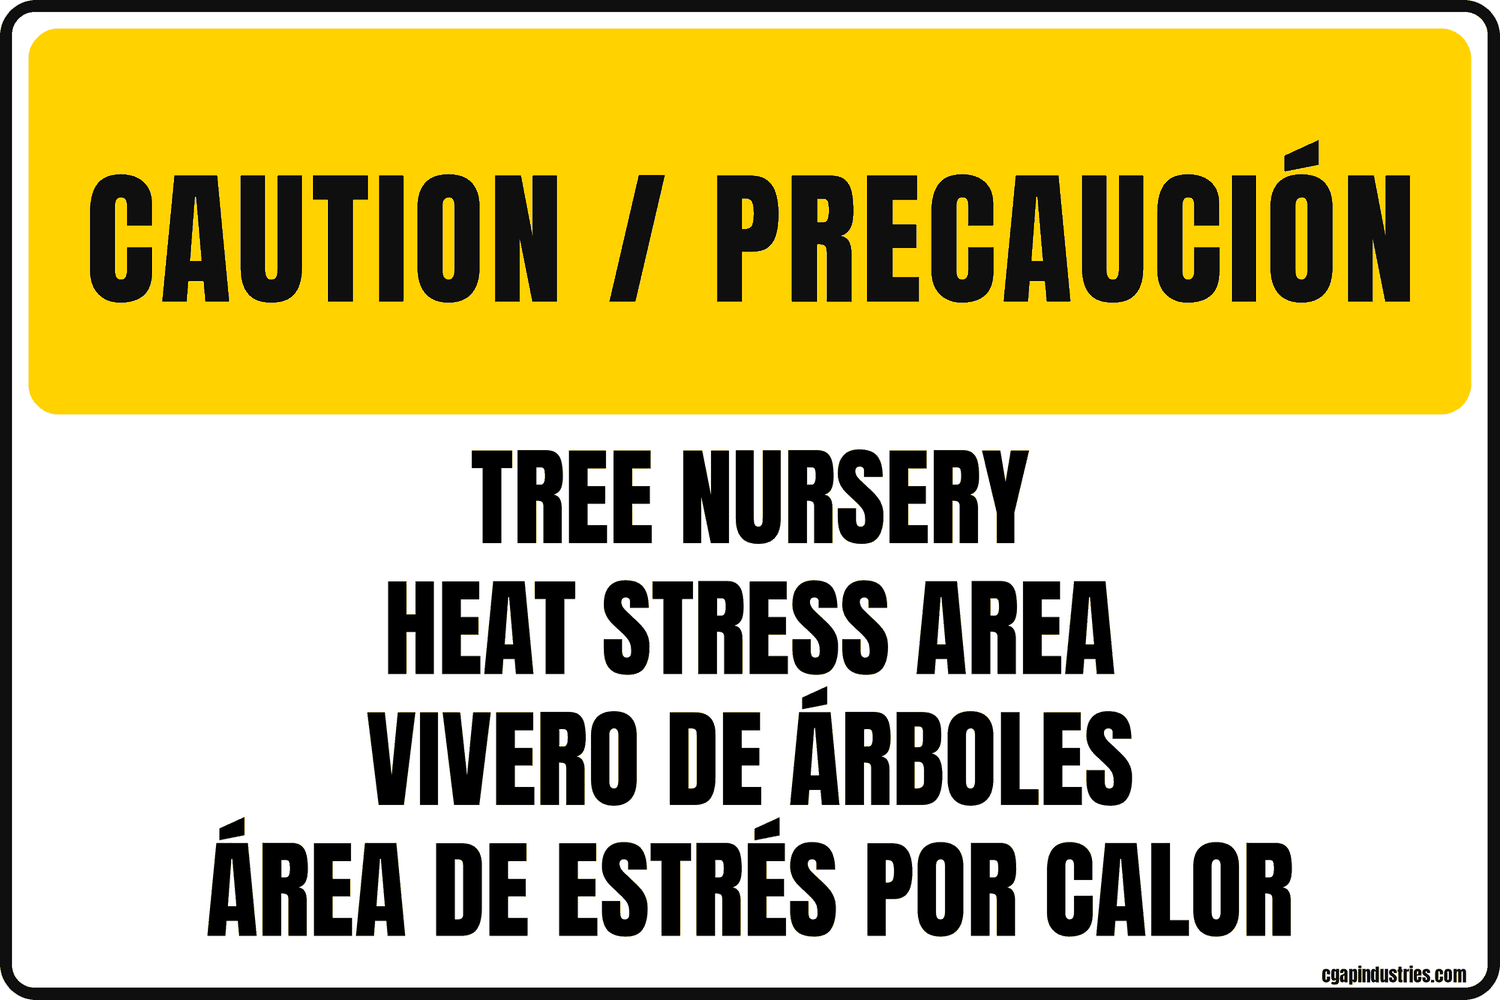 CAUTION / PRECAUCIÓN
TREE NURSERY
HEAT STRESS AREA
VIVERO DE ÁRBOLES
ÁREA DE ESTRÉS POR CALOR
cgapindustries.com